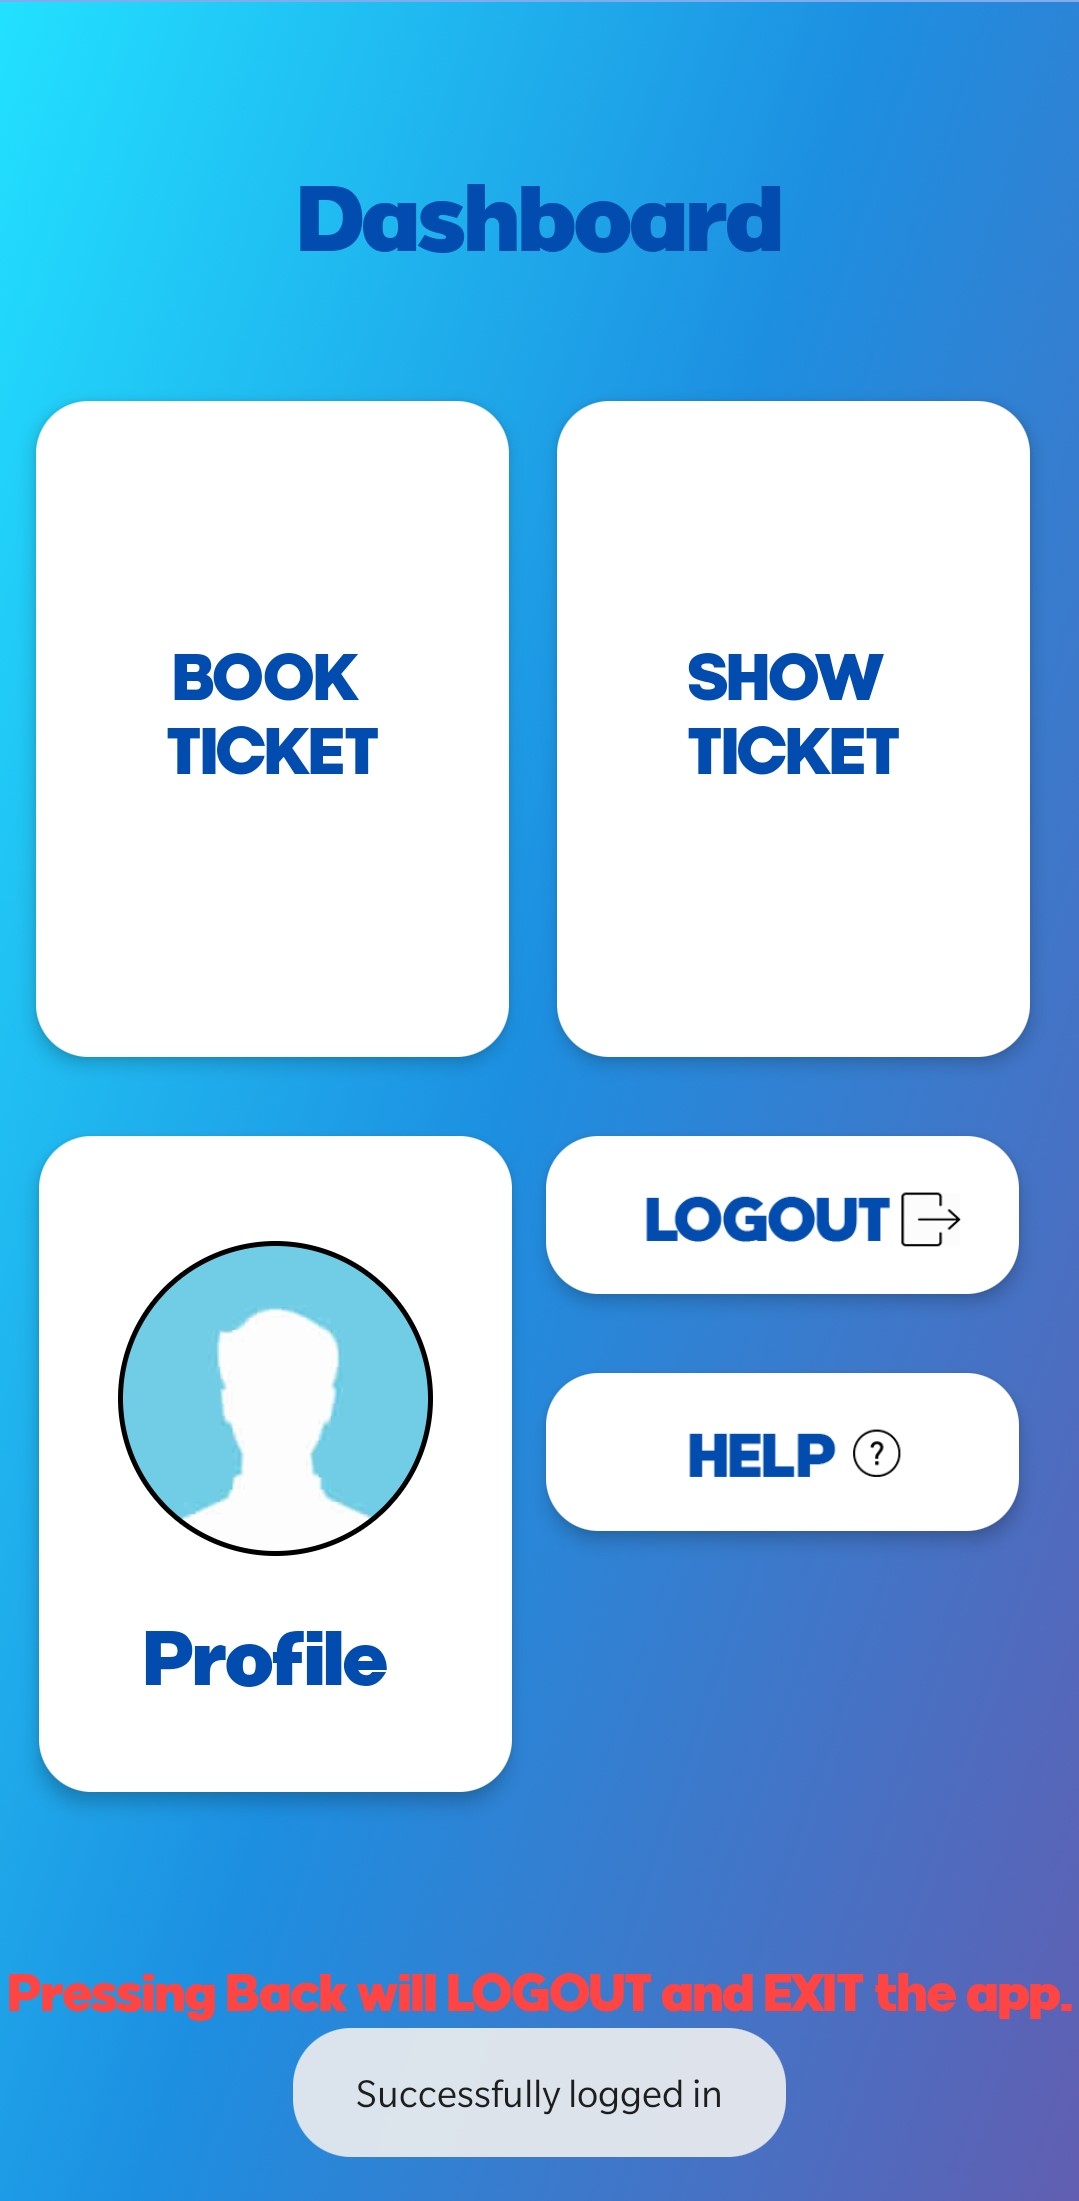 Dashboard
BOOK
TICKET
SHOW
TICKET
LOGOUT
HELP ?
Profile
Pressing Back will LOGOUT and EXIT the app.
Successfully logged in